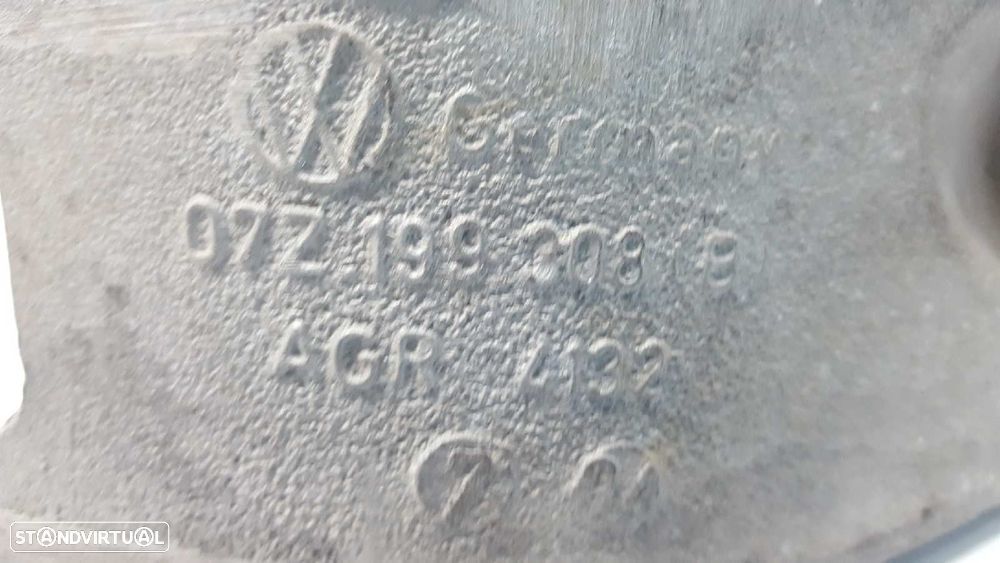 Germany
07Z 199 308 B
AGR 4132
STANDVIRTUAL